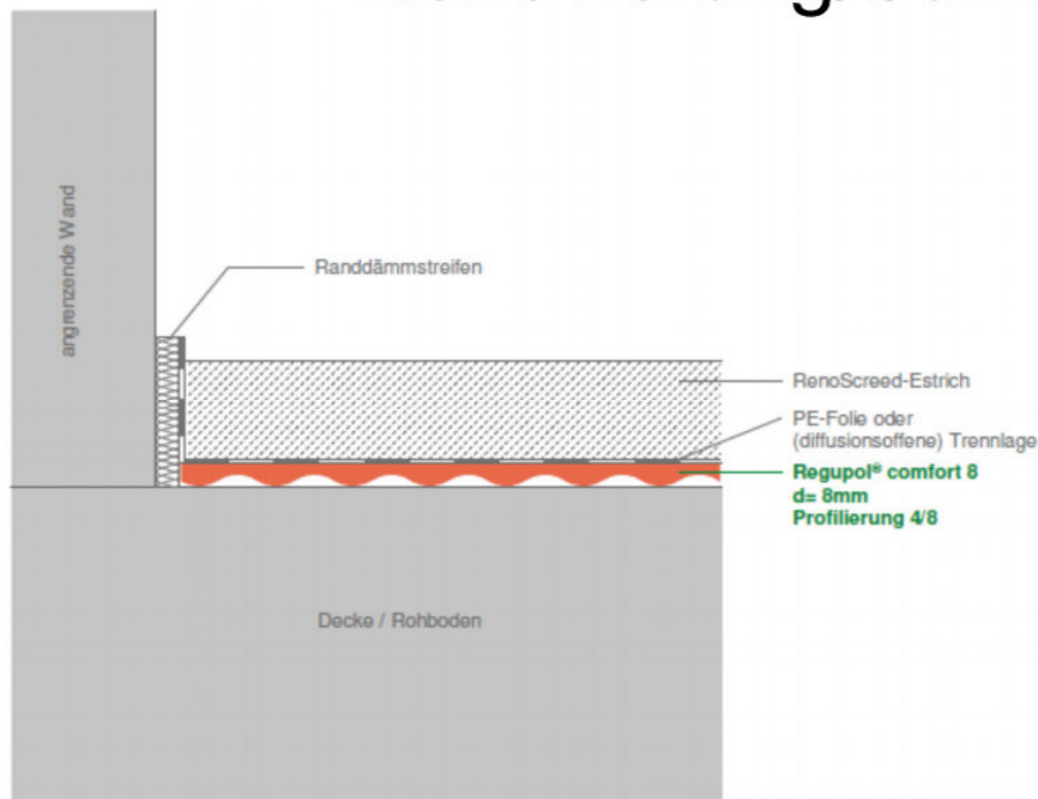 angrenzende Wand
Randdämmstreifen
RenoScreed-Estrich
PE-Folie oder
(diffusionsoffene) Trennlage
Regupol® comfort 8
d= 8mm
Profilierung 4/8
Decke / Rohboden